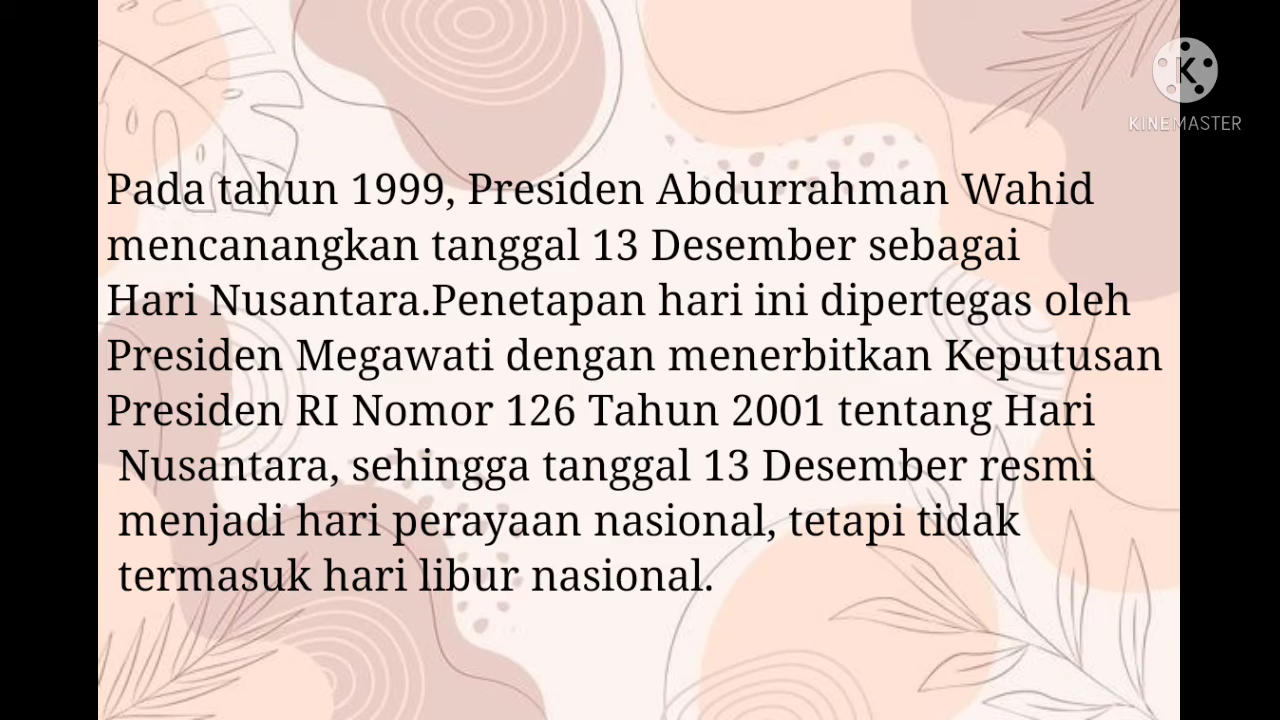 KINEMASTER
Pada tahun 1999, Presiden Abdurrahman Wahid
mencanangkan tanggal 13 Desember sebagai
Hari Nusantara.Penetapan hari ini dipertegas oleh
Presiden Megawati dengan menerbitkan Keputusan
Presiden RI Nomor 126 Tahun 2001 tentang Hari
Nusantara, sehingga tanggal 13 Desember resmi
menjadi hari perayaan nasional, tetapi tidak
termasuk hari libur nasional.